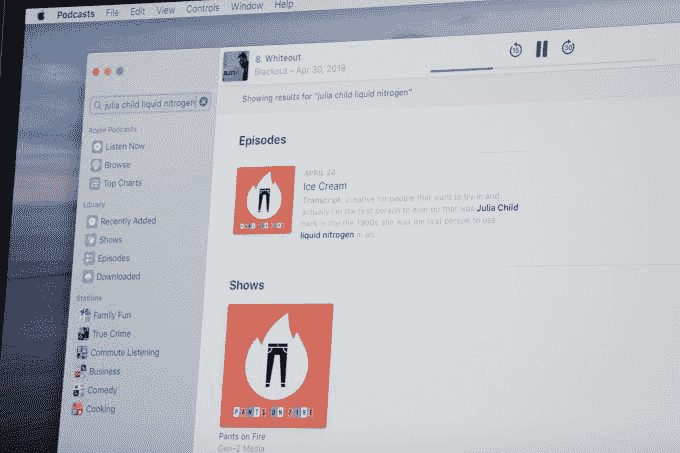 Podcasts File Edit View Controls Window Help
8. Whiteout
Blackout – Apr 30, 2019
15
30
julia child liquid nitrogen
Showing results for "julia child liquid nitrogen"
Apple Podcasts
Listen Now
Browse
Top Charts
Library
Recently Added
Shows
Episodes
Downloaded
Stations
Family Fun
True Crime
Commute Listening
Business
Comedy
Cooking
Episodes
APRIL 24
Ice Cream
Transcript: creative for people that want to try in and
actually I'm the first person to ever do that was Julia Child
back in the the 1960s she was the first person to use
liquid nitrogen in an
PANTS ON FIRE
Shows
PANTS ON FIRE
Pants on Fire
Gen-Z Media